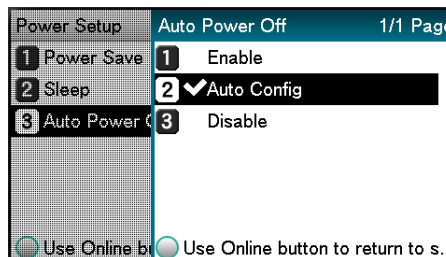 Power Setup
1 Power Save
2 Sleep
3 Auto Power
Use Online
Auto Power Off 1/1 Page
1 Enable
2 Auto Config
3 Disable
Use Online button to return to s.